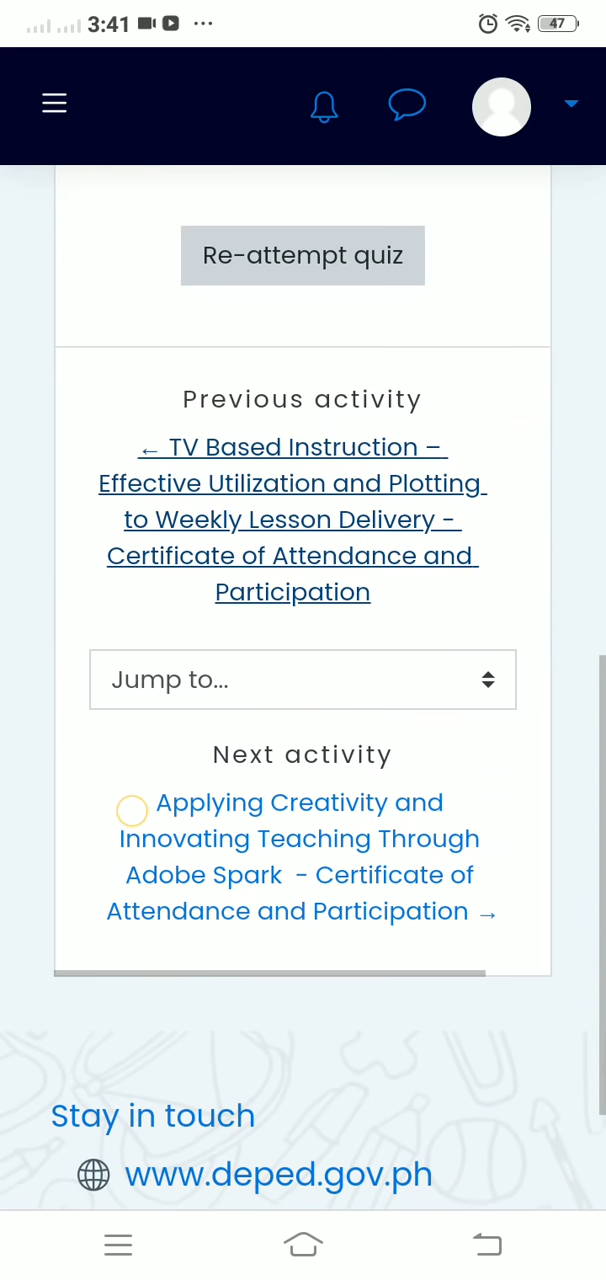 3:41
47
Re-attempt quiz
Previous activity
← TV Based Instruction –
Effective Utilization and Plotting
to Weekly Lesson Delivery -
Certificate of Attendance and
Participation
Jump to...
Next activity
Applying Creativity and
Innovating Teaching Through
Adobe Spark - Certificate of
Attendance and Participation →
Stay in touch
www.deped.gov.ph